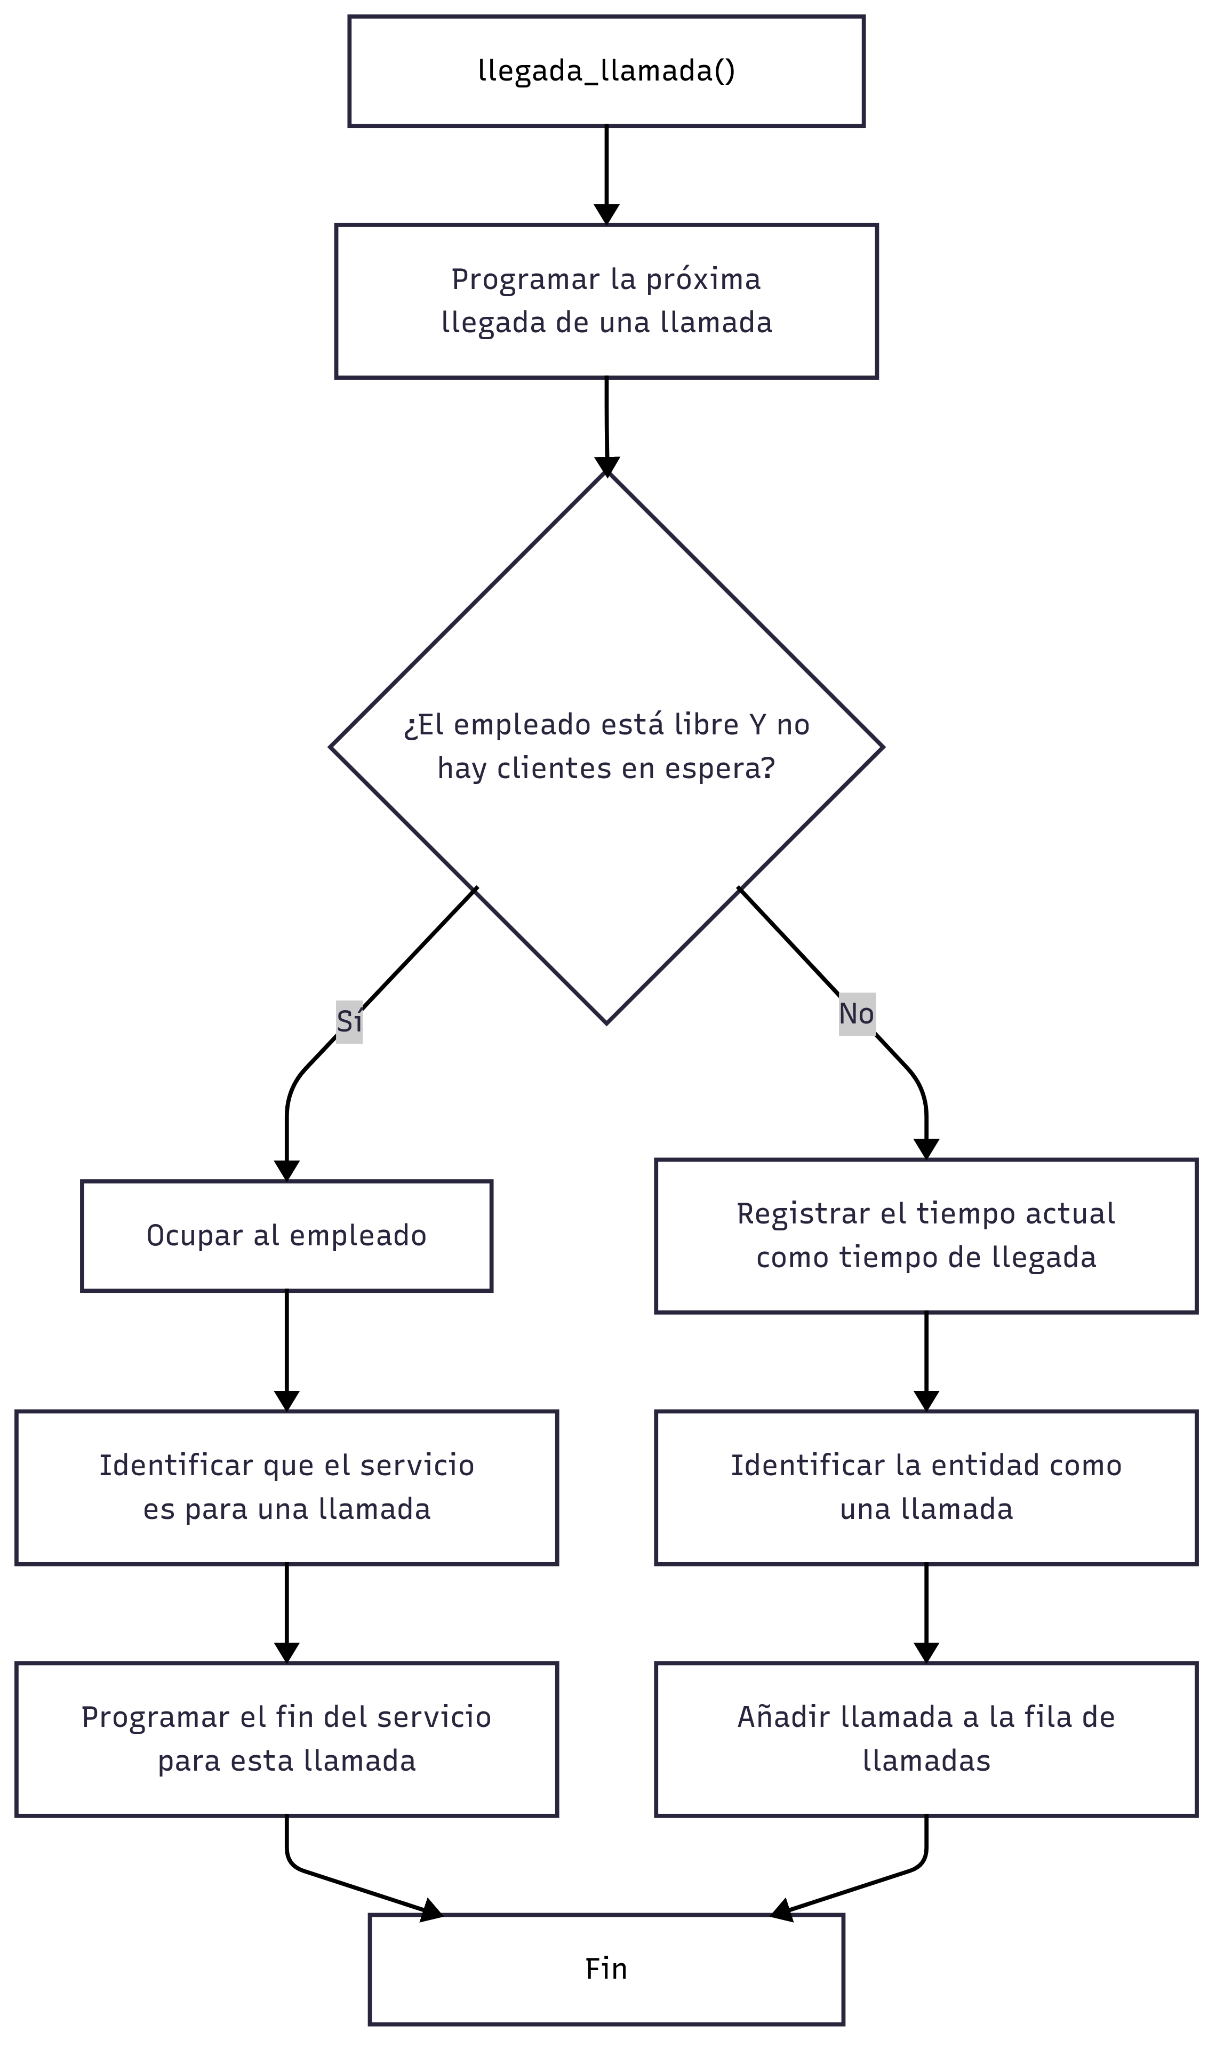 llegada_llamada()
Programar la próxima
llegada de una llamada
¿El empleado está libre Y no
hay clientes en espera?
Sí
No
Ocupar al empleado
Registrar el tiempo actual
como tiempo de llegada
Identificar que el servicio
es para una llamada
Identificar la entidad como
una llamada
Programar el fin del servicio
para esta llamada
Añadir llamada a la fila de
llamadas
Fin